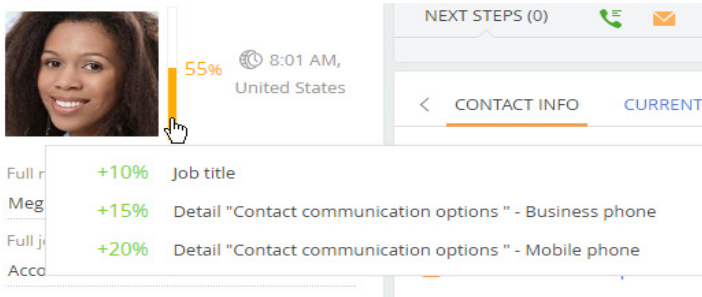 NEXT STEPS (0)
55%
8:01 AM,
United States
CONTACT INFO
CURRENT
Full
+10% Job title
Meg
+15% Detail "Contact communication options " - Business phone
Full
+20% Detail "Contact communication options " - Mobile phone
Acco